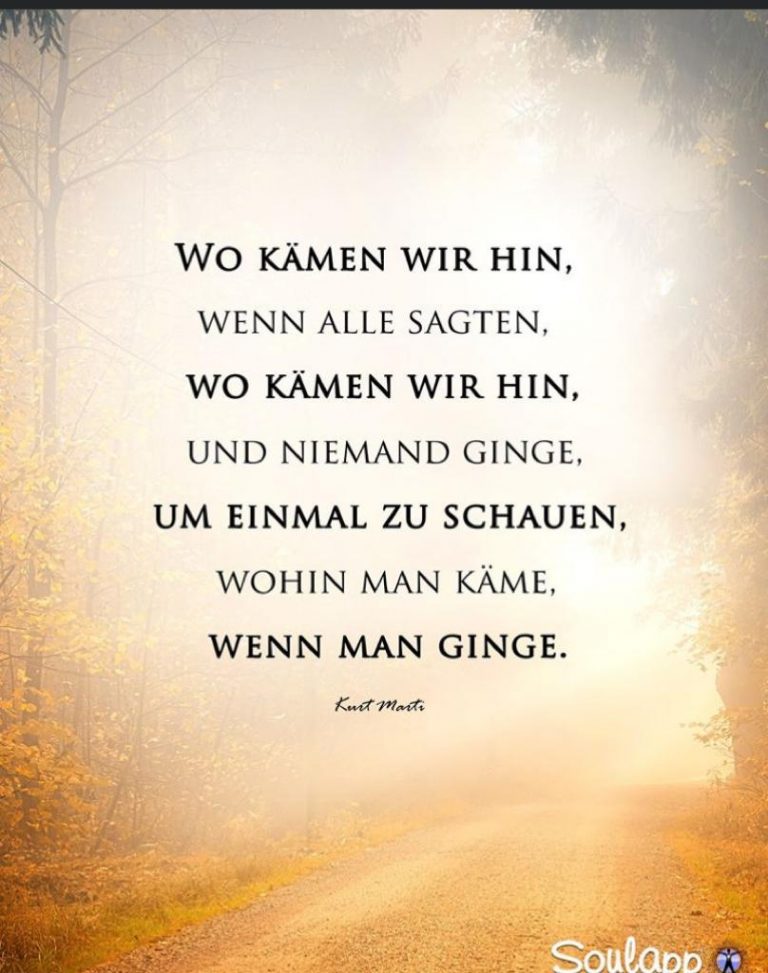 Wo kämen wir hin,
wenn alle sagten,
wo kämen wir hin,
und niemand ginge,
um einmal zu schauen,
wohin man käme,
wenn man ginge.
Kurt Marti
Soulapp